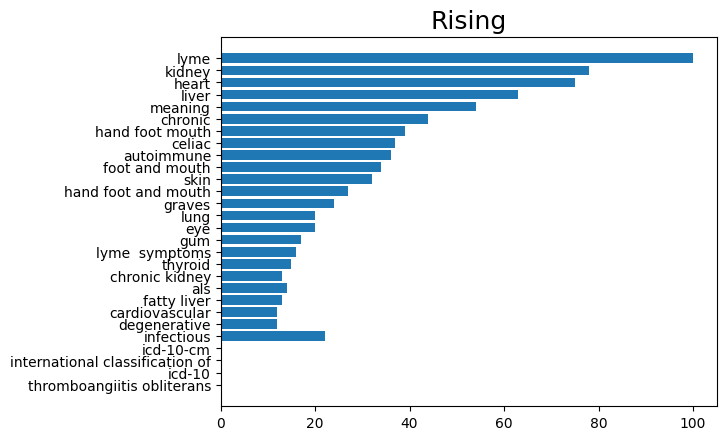 Rising
lyme
kidney
heart
liver
meaning
chronic
hand foot mouth
celiac
autoimmune
foot and mouth
skin
hand foot and mouth
graves
lung
eye
gum
lyme  symptoms
thyroid
chronic kidney
als
fatty liver
cardiovascular
degenerative
infectious
icd-10-cm
international classification of
icd-10
thromboangiitis obliterans
0 20 40 60 80 100